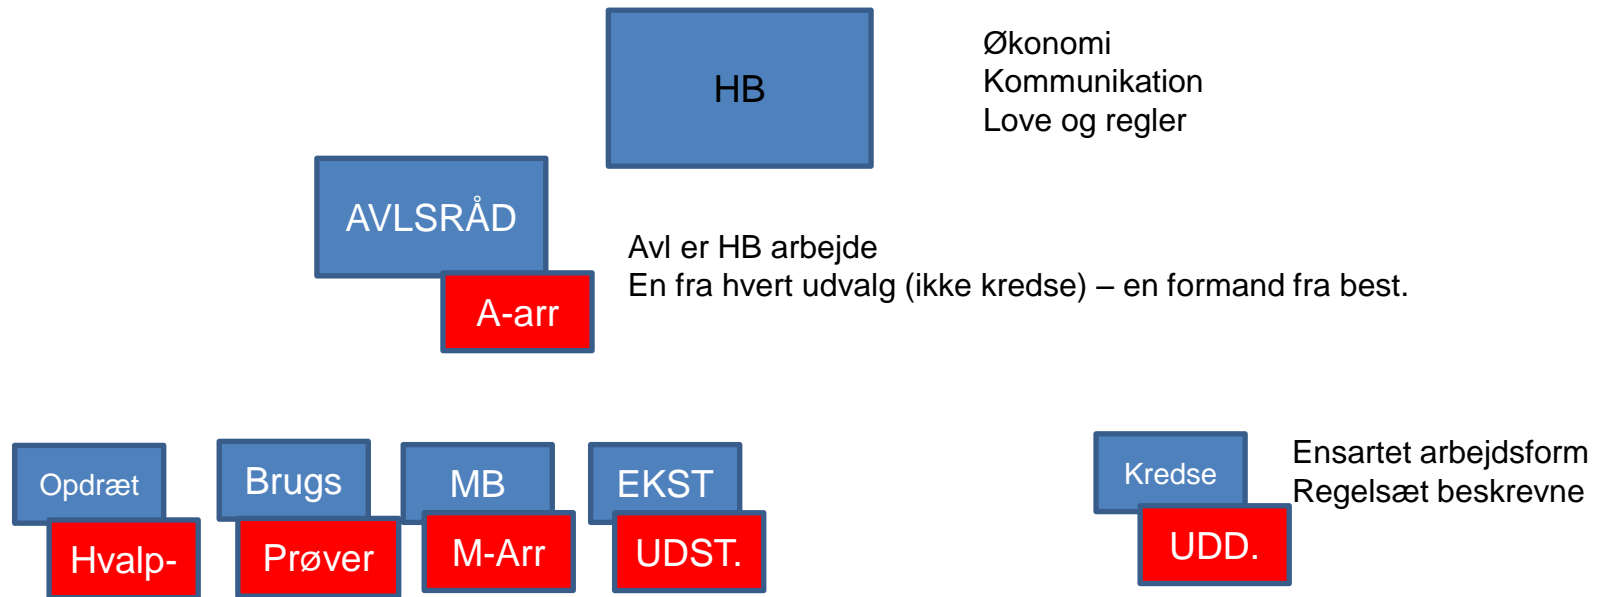 HB
Økonomi
Kommunikation
Love og regler
AVLSRÅD
A-arr
Avl er HB arbejde
En fra hvert udvalg (ikke kredse) – en formand fra best.
Opdræt
Hvalp-
Brugs
Prøver
MB
M-Arr
EKST
UDST.
Kredse
UDD.
Ensartet arbejdsform
Regelsæt beskrevne